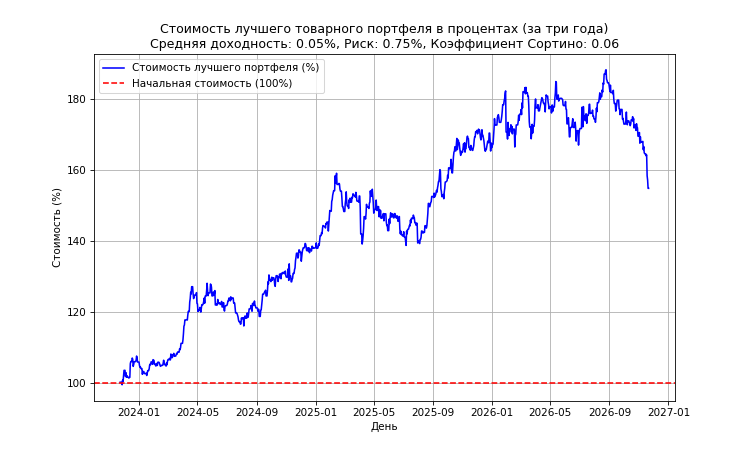 Стоимость лучшего товарного портфеля в процентах (за три года)
Средняя доходность: 0.05%, Риск: 0.75%, Коэффициент Сортино: 0.06
Стоимость лучшего портфеля (%)
Начальная стоимость (100%)
Стоимость (%)
180
160
140
120
100
2024-01 2024-05 2024-09 2025-01 2025-05 2025-09 2026-01 2026-05 2026-09 2027-01
День